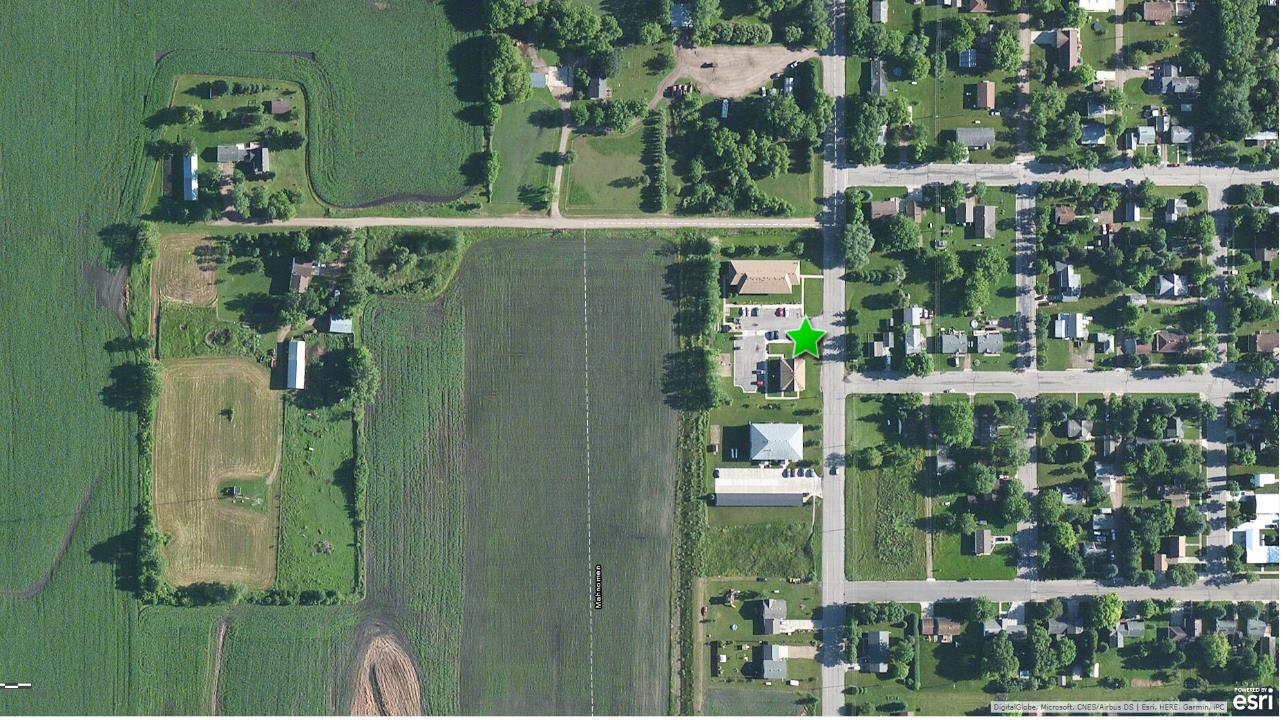 Mahnomen
POWERED BY
esri
DigitalGlobe, Microsoft, CNES/Airbus DS | Esri, HERE, Garmin, iPC